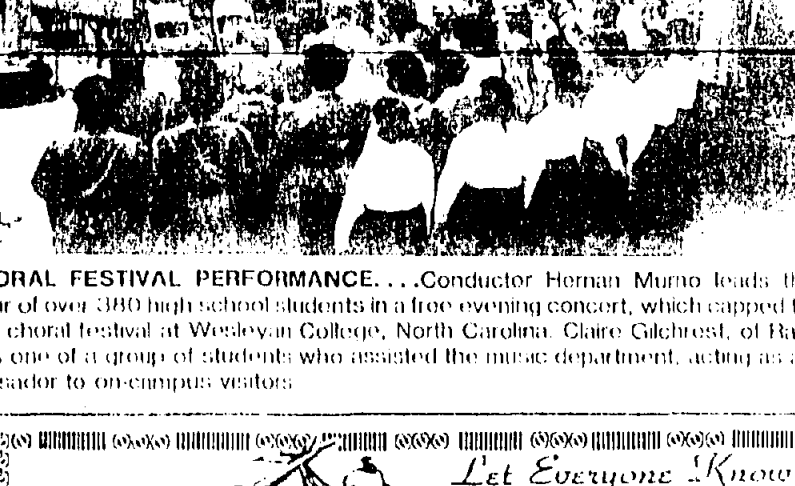 ORAL FESTIVAL PERFORMANCE....Conductor Hernan Murno leads th
r of over 380 high school students in a free evening concert, which capped t
choral festival at Wesleyan College, North Carolina. Claire Gilchrest, of Ra
one of a group of students who assisted the music department, acting as a
sador to on-campus visitors
Let Everyone Know